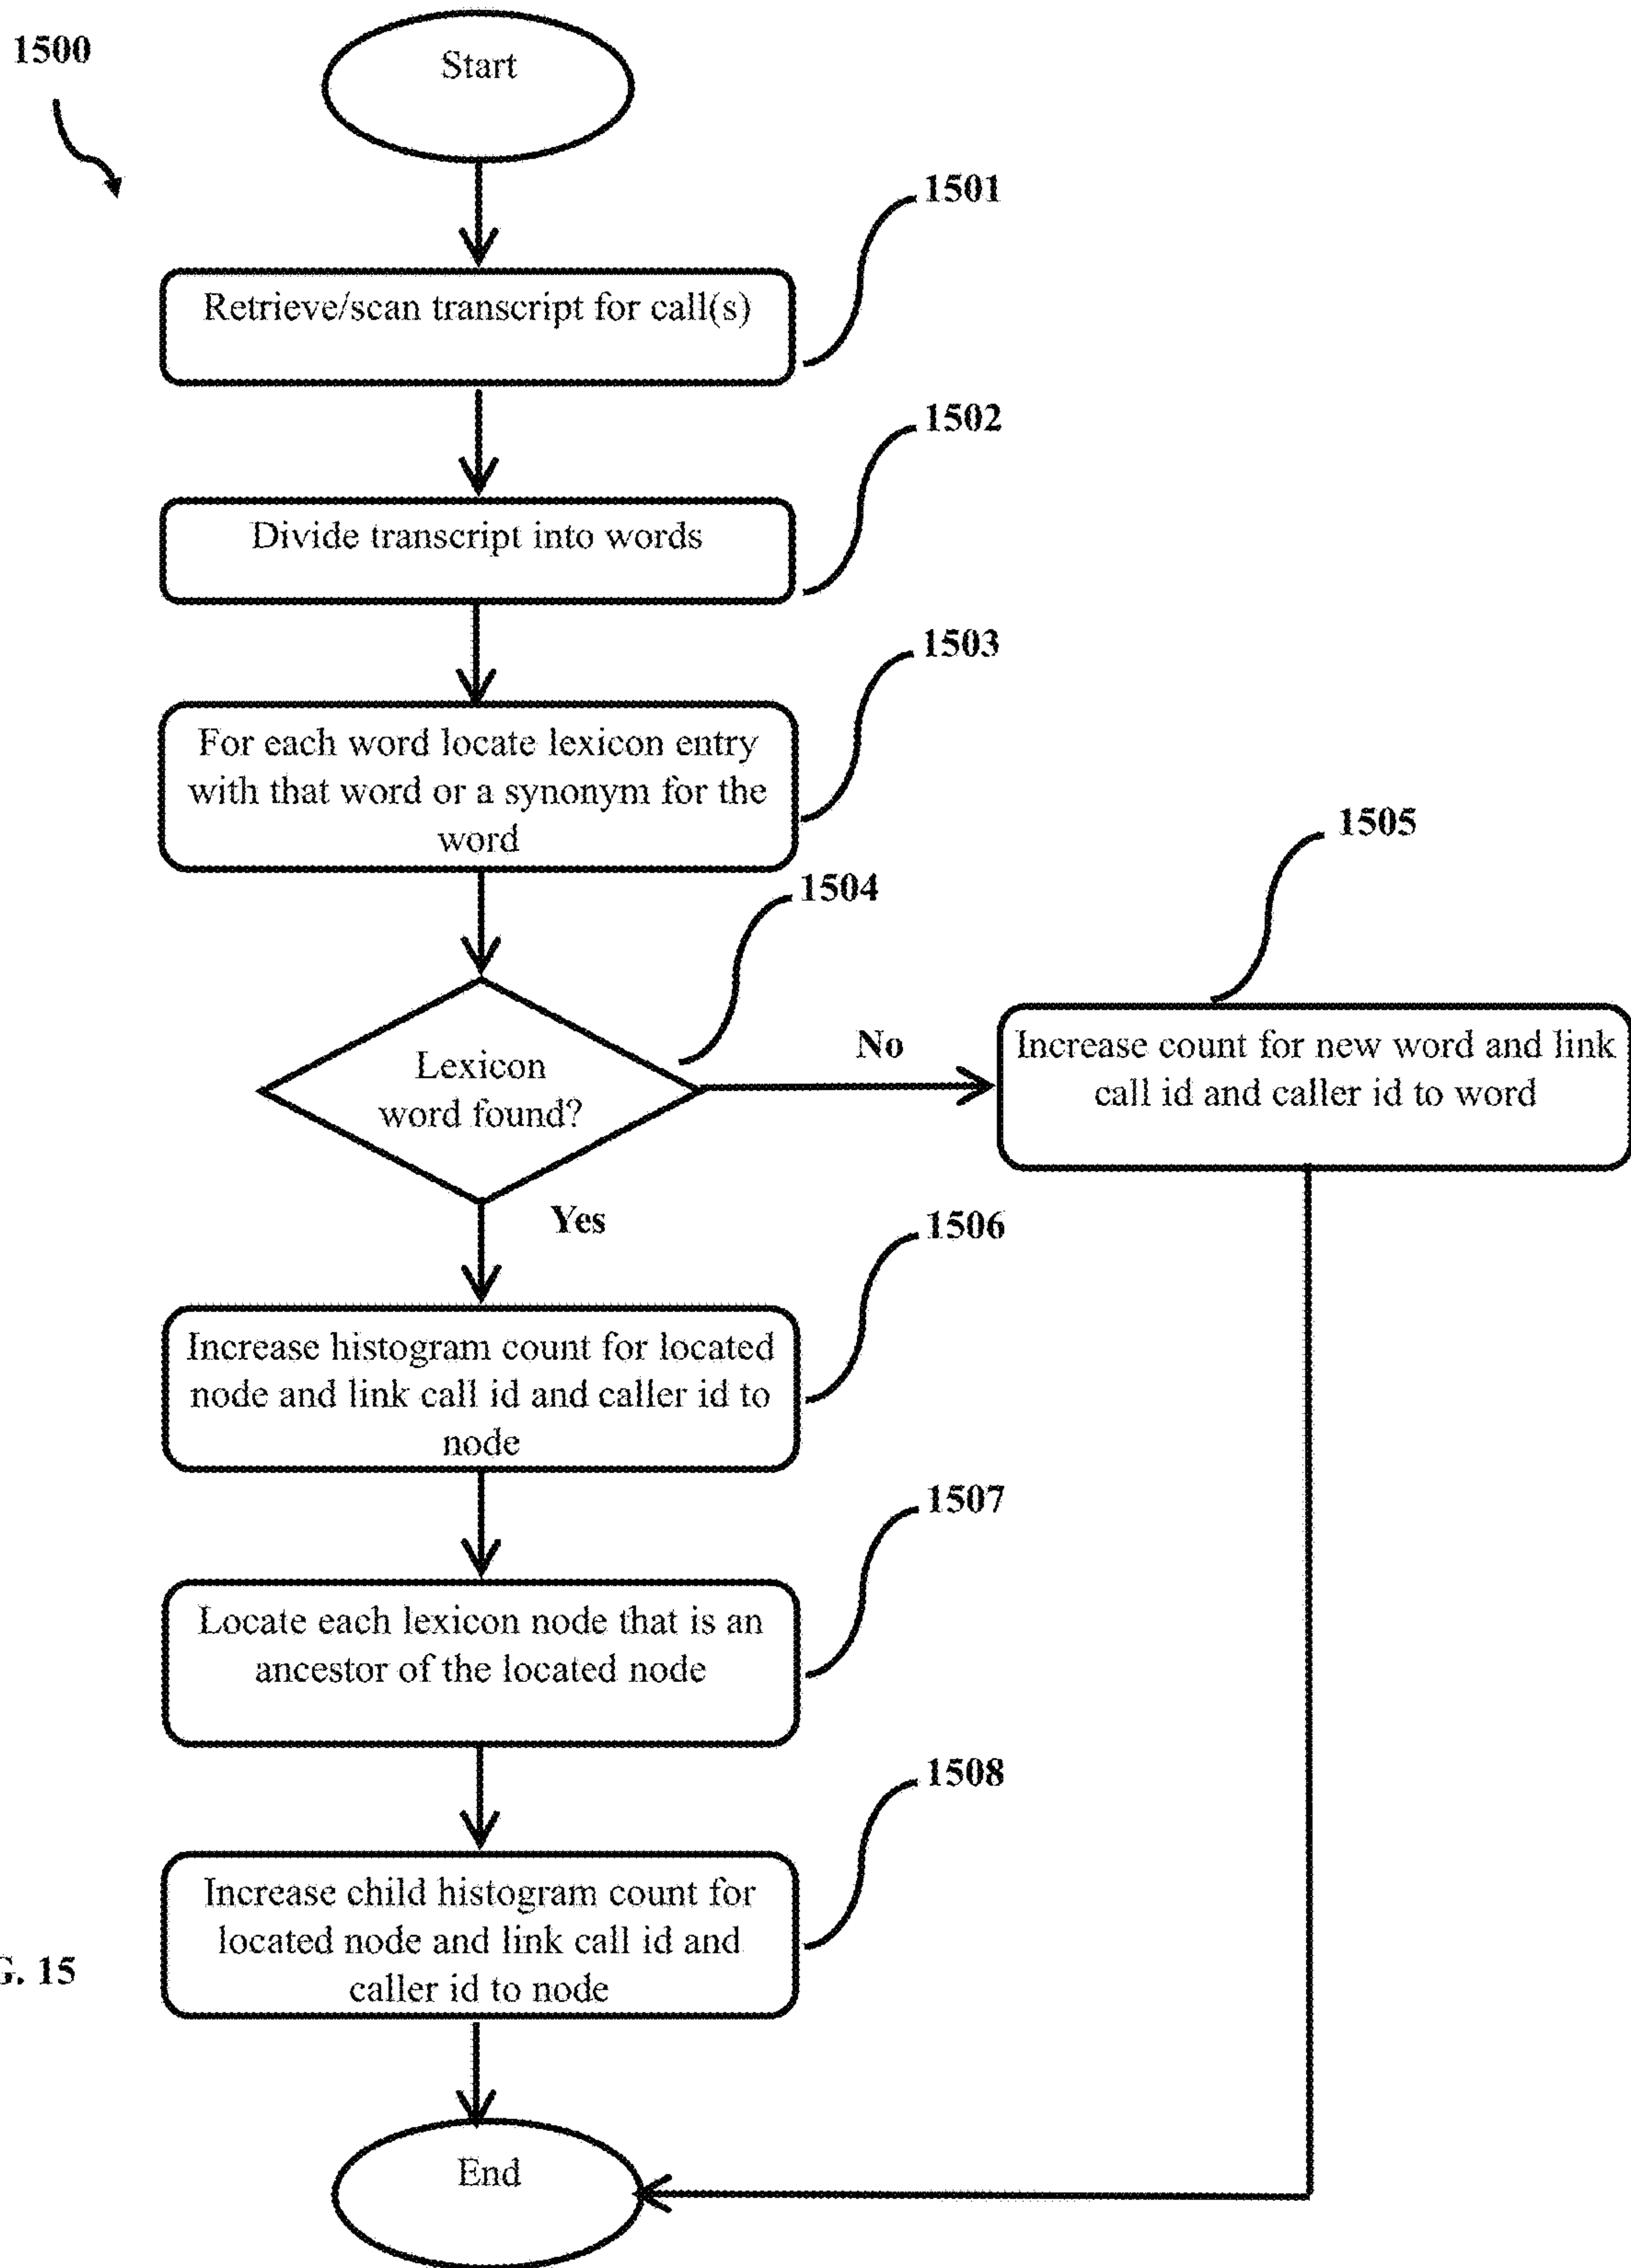 1500
Start
1501
Retrieve/scan transcript for call(s)
1502
Divide transcript into words
1503
For each word locate lexicon entry
with that word or a synonym for the
word
1504
Lexicon
word found?
No
1505
Increase count for new word and link
call id and caller id to word
Yes
1506
Increase histogram count for located
node and link call id and caller id to
node
1507
Locate each lexicon node that is an
ancestor of the located node
1508
Increase child histogram count for
located node and link call id and
caller id to node
G. 15
End